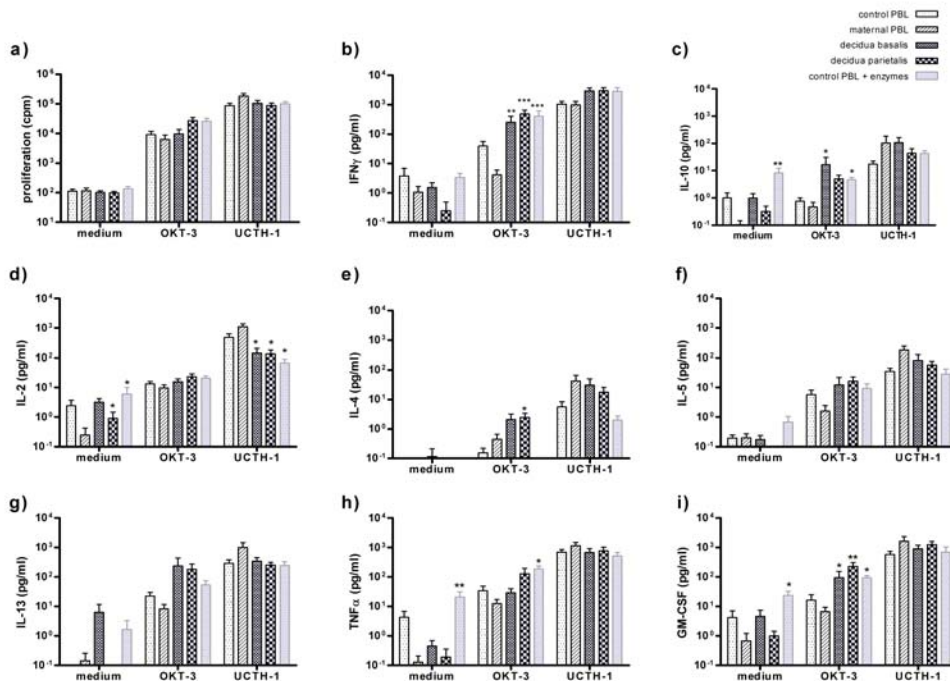 control PBL
maternal PBL
decidua basalis
decidua parietalis
control PBL + enzymes
a)
proliferation (cpm)
10⁶
10⁵
10⁴
10³
10²
10¹
medium OKT-3 UCTH-1
b)
IFNγ (pg/ml)
10⁴
10³
10²
10¹
10⁰
10⁻¹
** *** ***
medium OKT-3 UCTH-1
c)
IL-10 (pg/ml)
10⁴
10³
10²
10¹
10⁰
10⁻¹
** * *
medium OKT-3 UCTH-1
d)
IL-2 (pg/ml)
10⁴
10³
10²
10¹
10⁰
10⁻¹
* * * * *
medium OKT-3 UCTH-1
e)
IL-4 (pg/ml)
10⁴
10³
10²
10¹
10⁰
10⁻¹
*
medium OKT-3 UCTH-1
f)
IL-5 (pg/ml)
10⁴
10³
10²
10¹
10⁰
10⁻¹
medium OKT-3 UCTH-1
g)
IL-13 (pg/ml)
10⁴
10³
10²
10¹
10⁰
10⁻¹
medium OKT-3 UCTH-1
h)
TNFα (pg/ml)
10⁴
10³
10²
10¹
10⁰
10⁻¹
** *
medium OKT-3 UCTH-1
i)
GM-CSF (pg/ml)
10⁴
10³
10²
10¹
10⁰
10⁻¹
* * ** *
medium OKT-3 UCTH-1